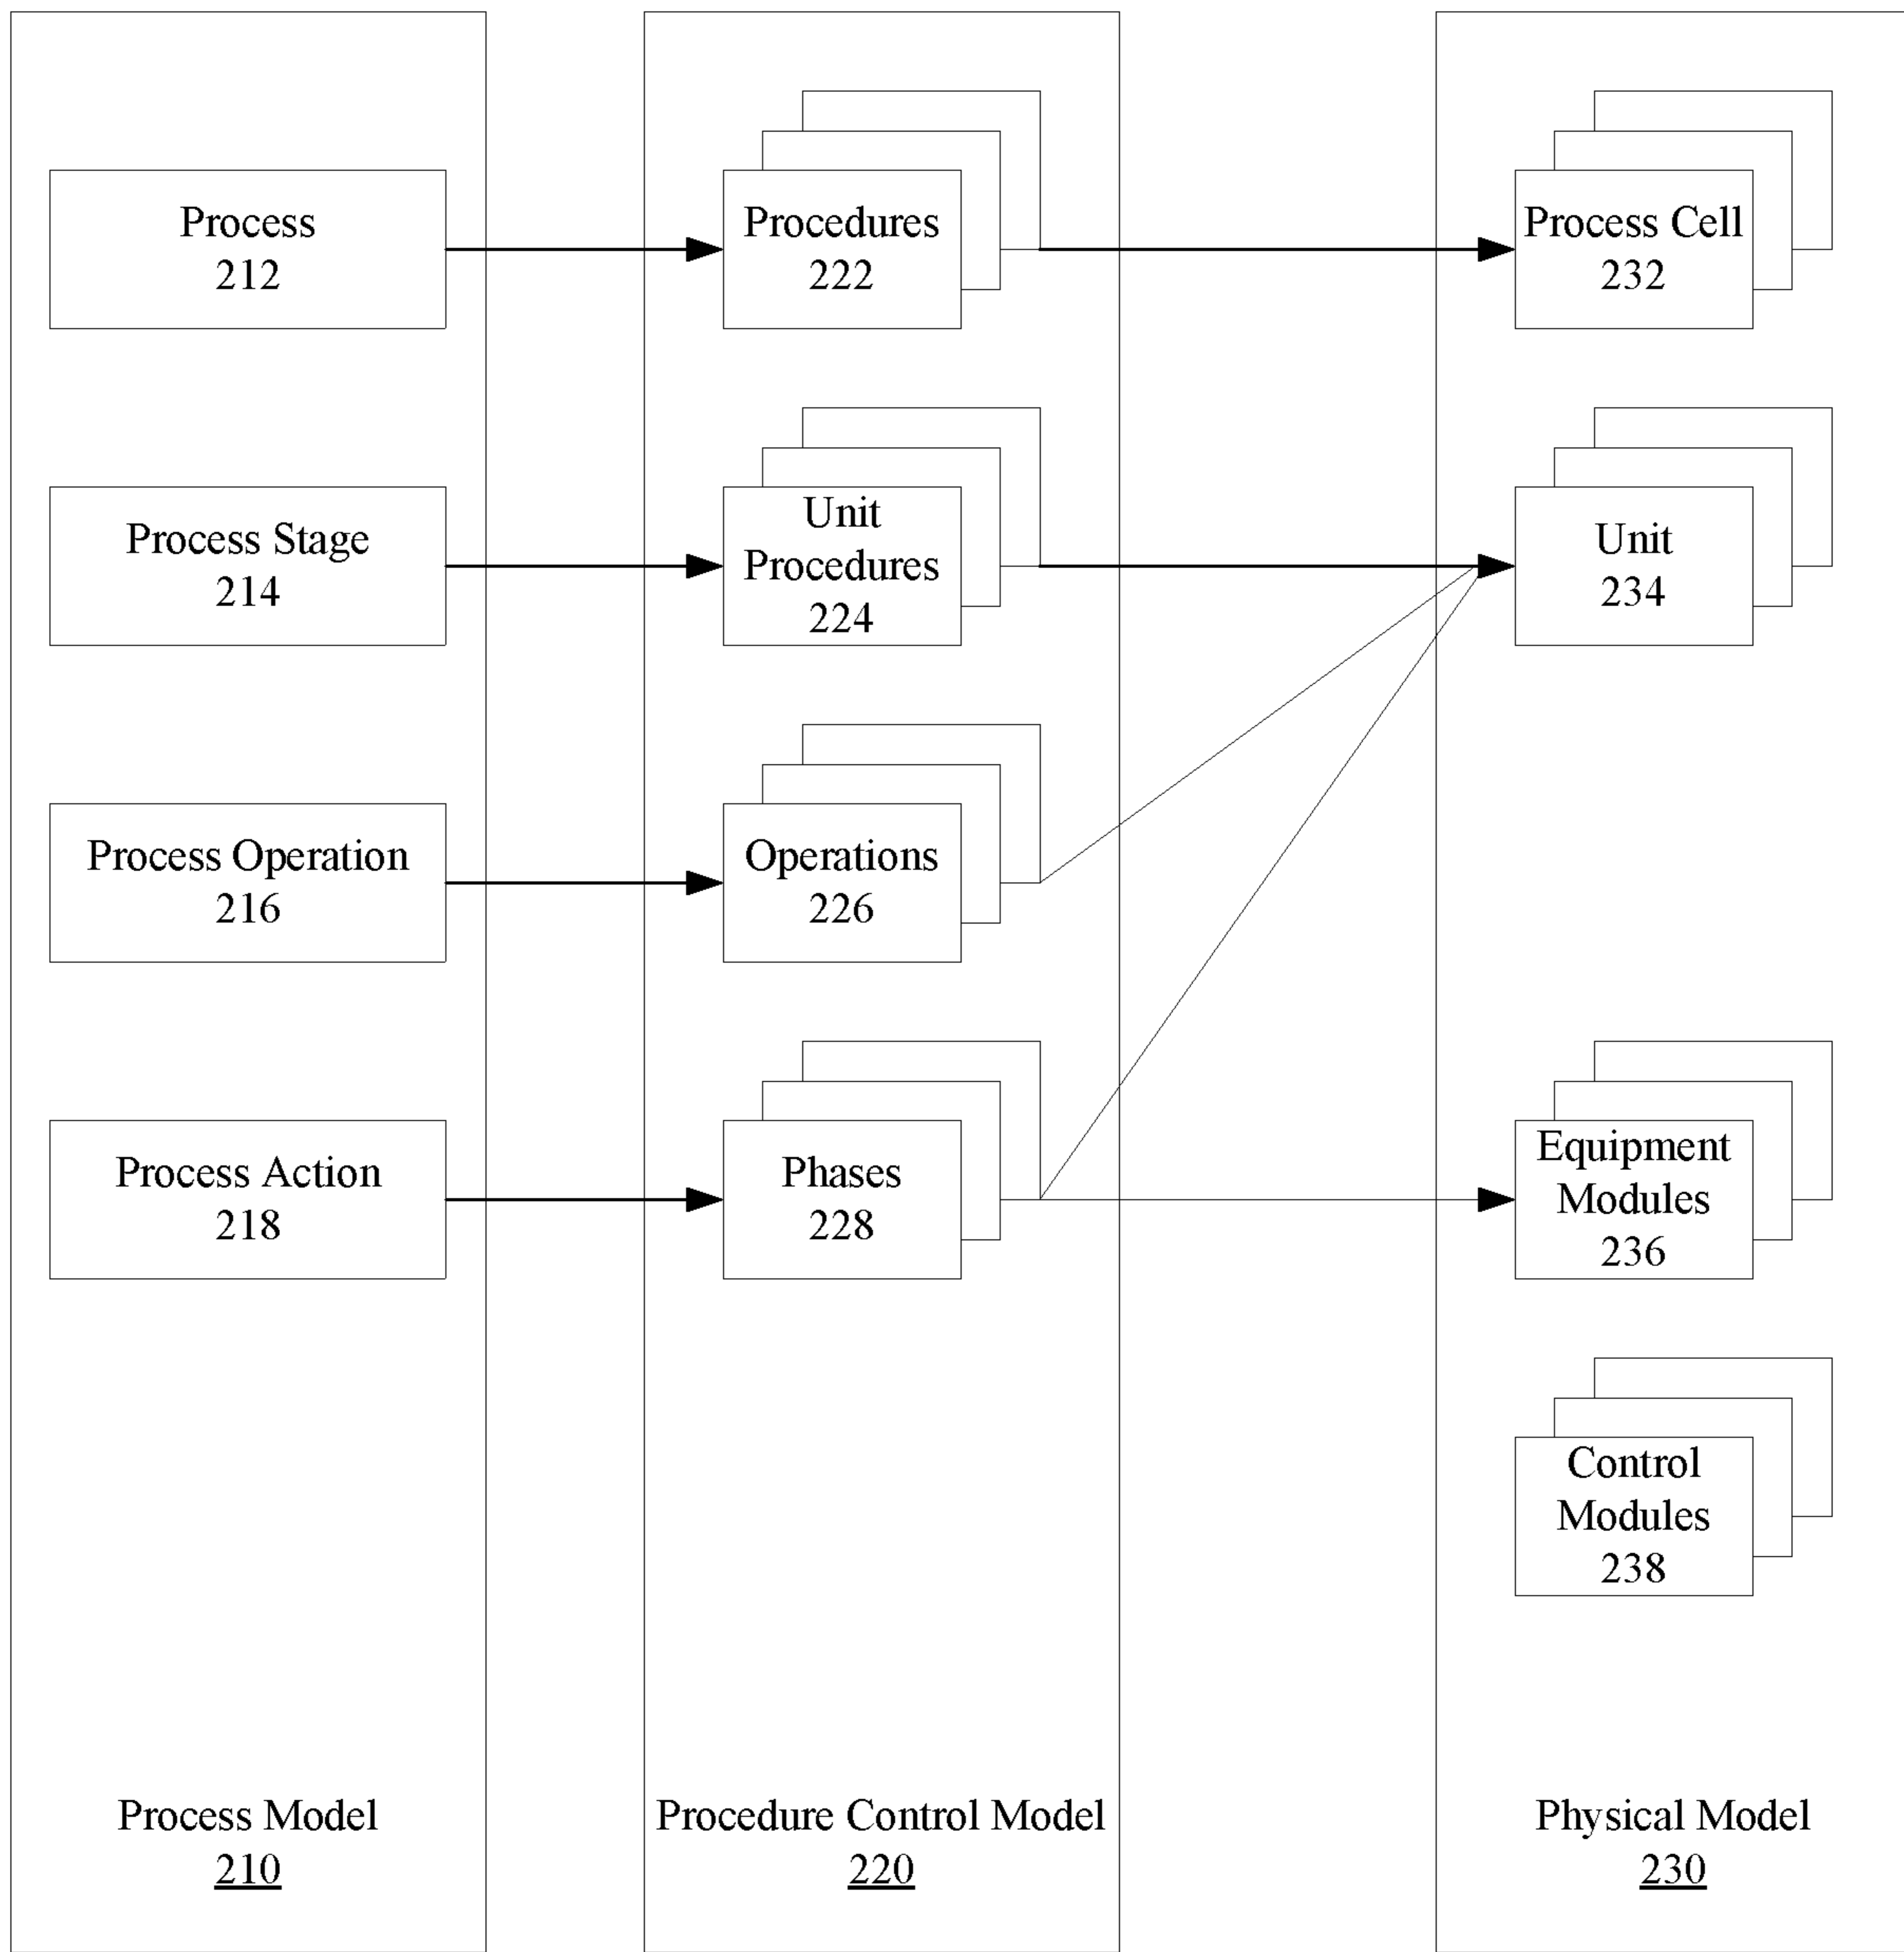 Process
212
Procedures
222
Process Cell
232
Process Stage
214
Unit
Procedures
224
Unit
234
Process Operation
216
Operations
226
Process Action
218
Phases
228
Equipment
Modules
236
Control
Modules
238
Process Model
210
Procedure Control Model
220
Physical Model
230